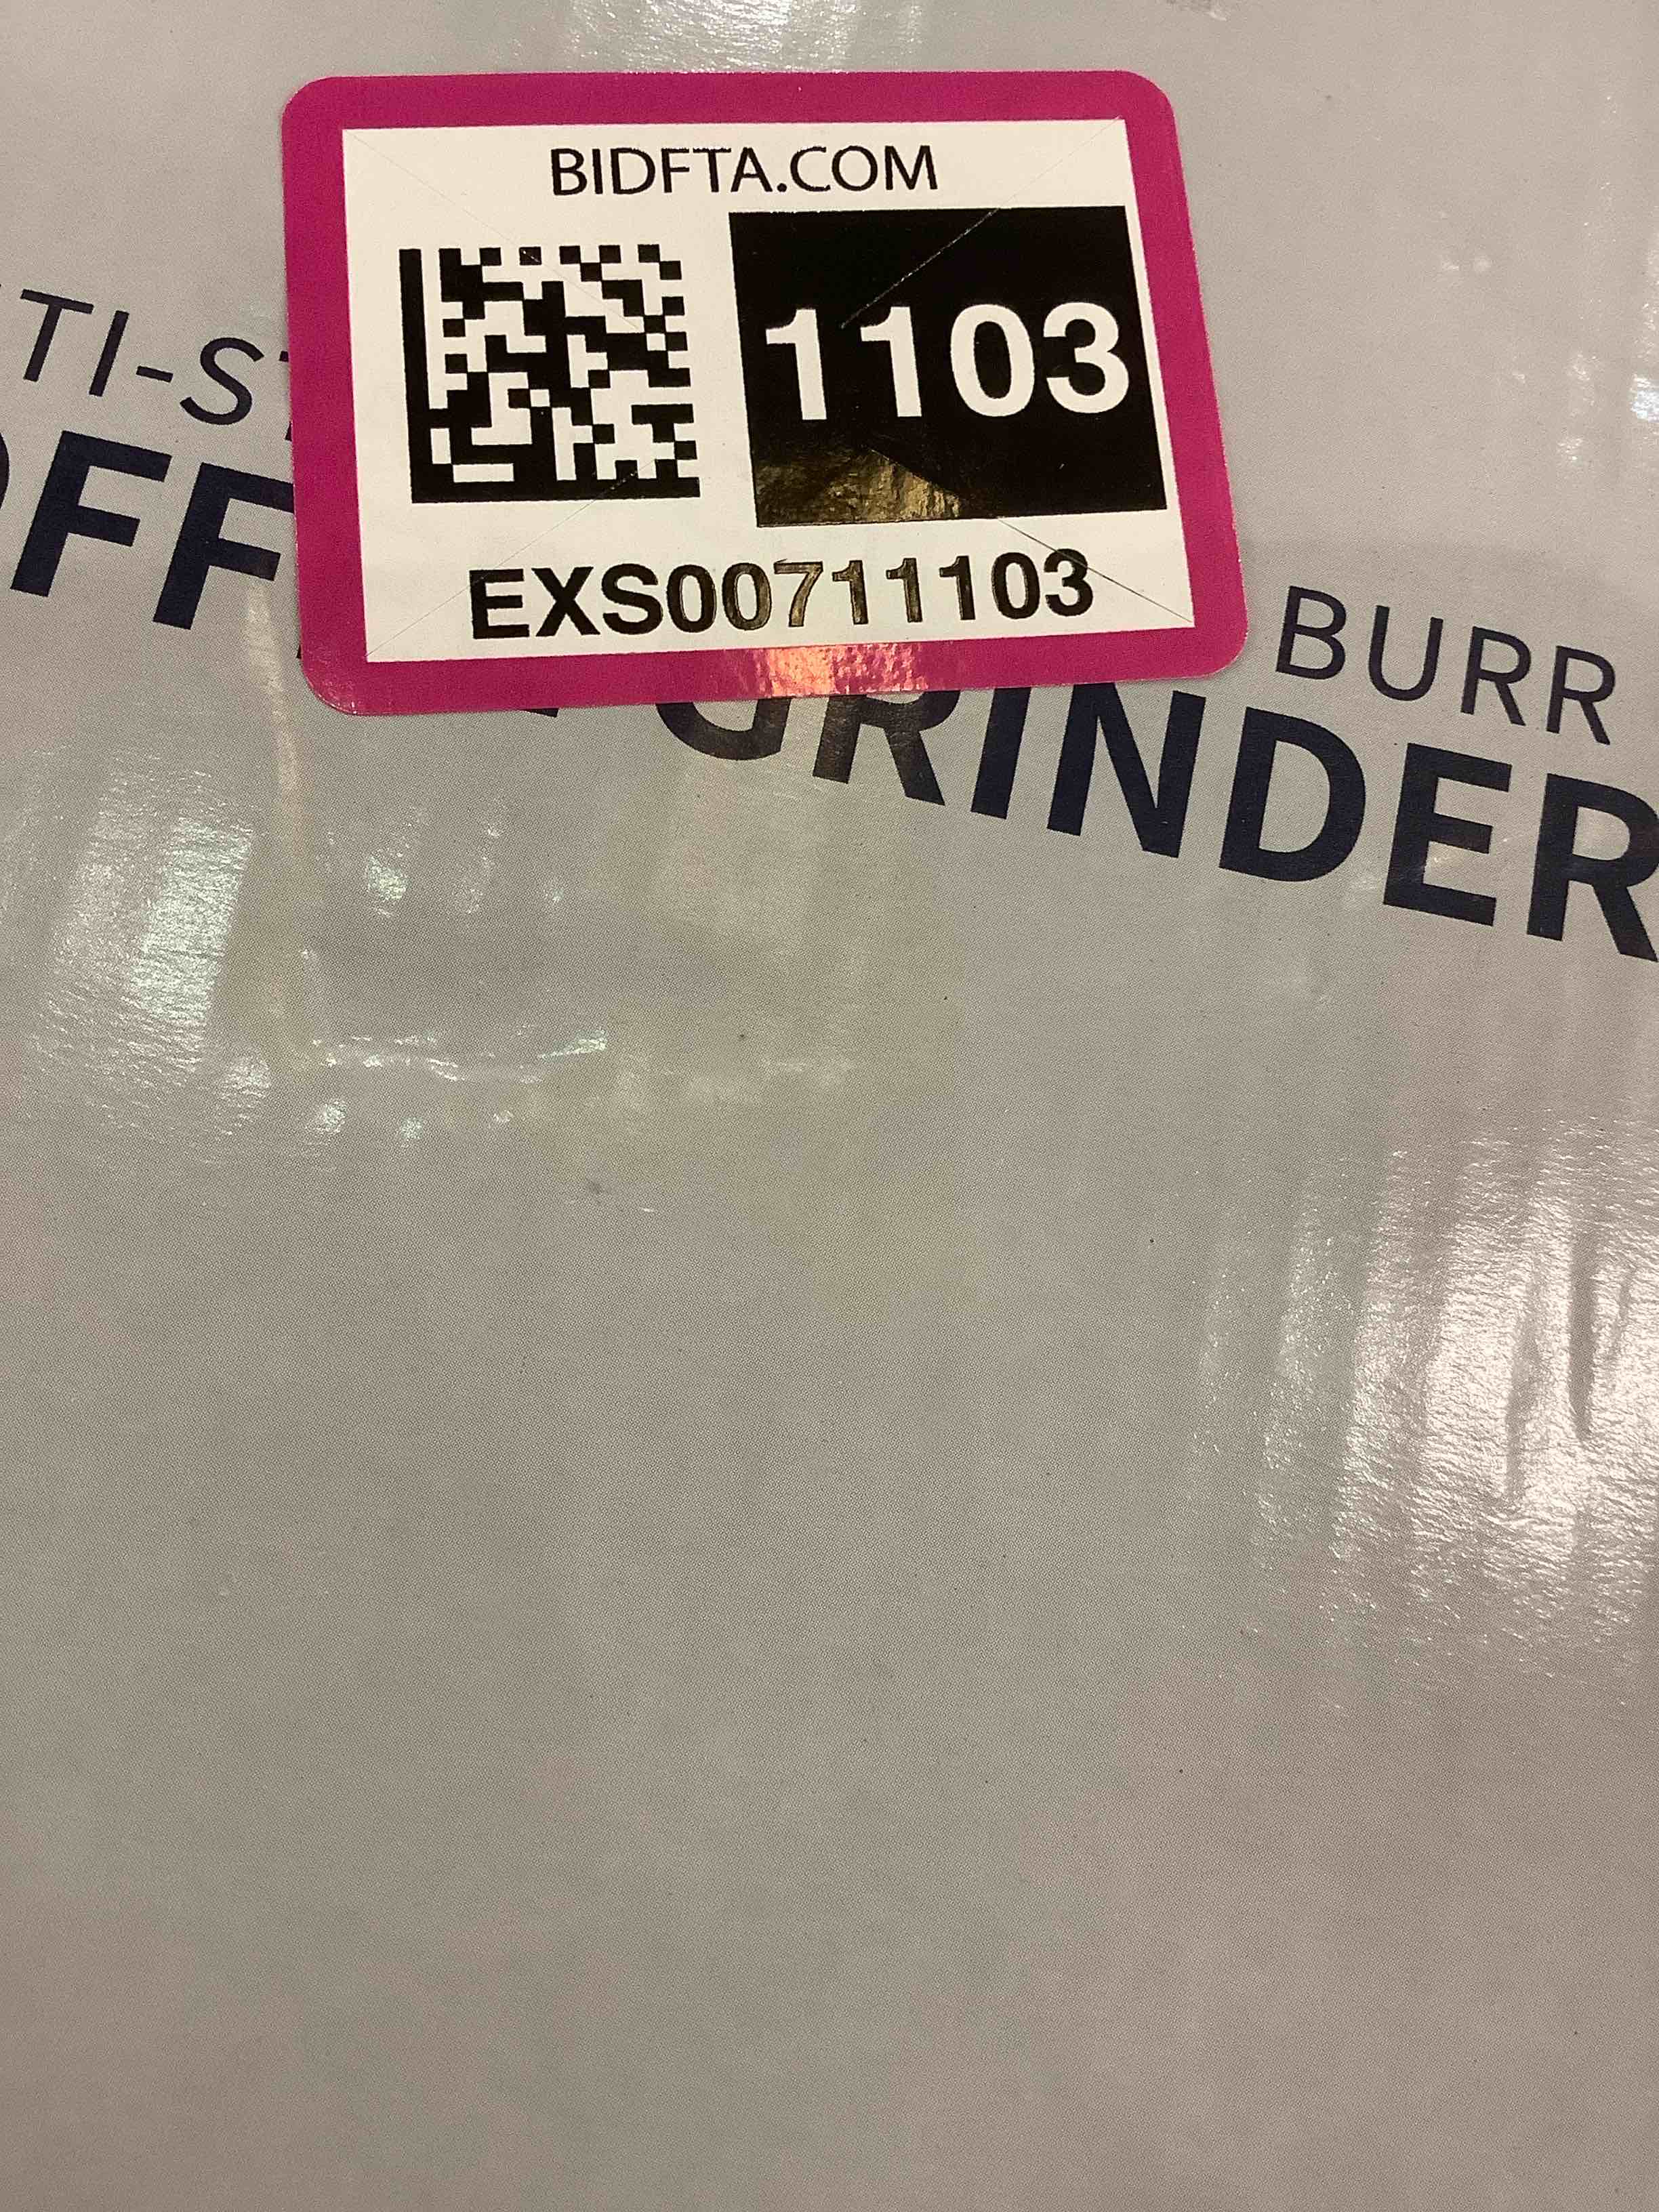 BIDFTA.COM
1103
EXS00711103
BURR
GRINDER